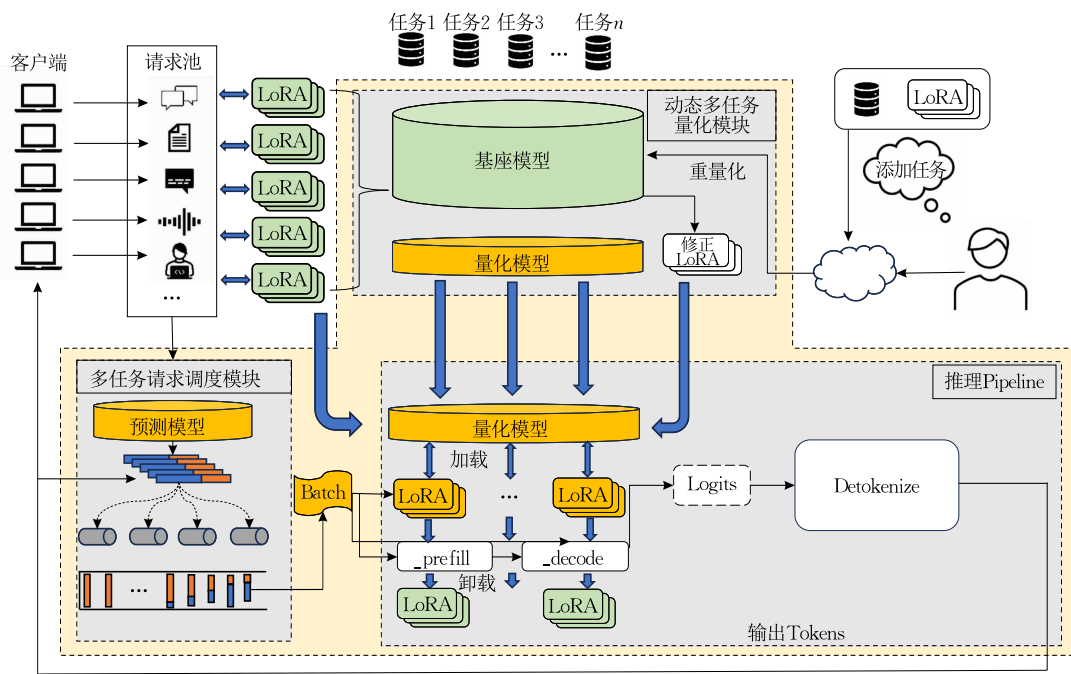 任务1 任务2 任务3 … 任务n
客户端
请求池
LoRA
LoRA
LoRA
LoRA
LoRA
…
动态多任务
量化模块
基座模型
重量化
修正
LoRA
量化模型
LoRA
添加任务
多任务请求调度模块
预测模型
…
Batch
推理Pipeline
量化模型
加载
LoRA
…
LoRA
_prefill
_decode
卸载
LoRA
LoRA
Logits
Detokenize
输出Tokens